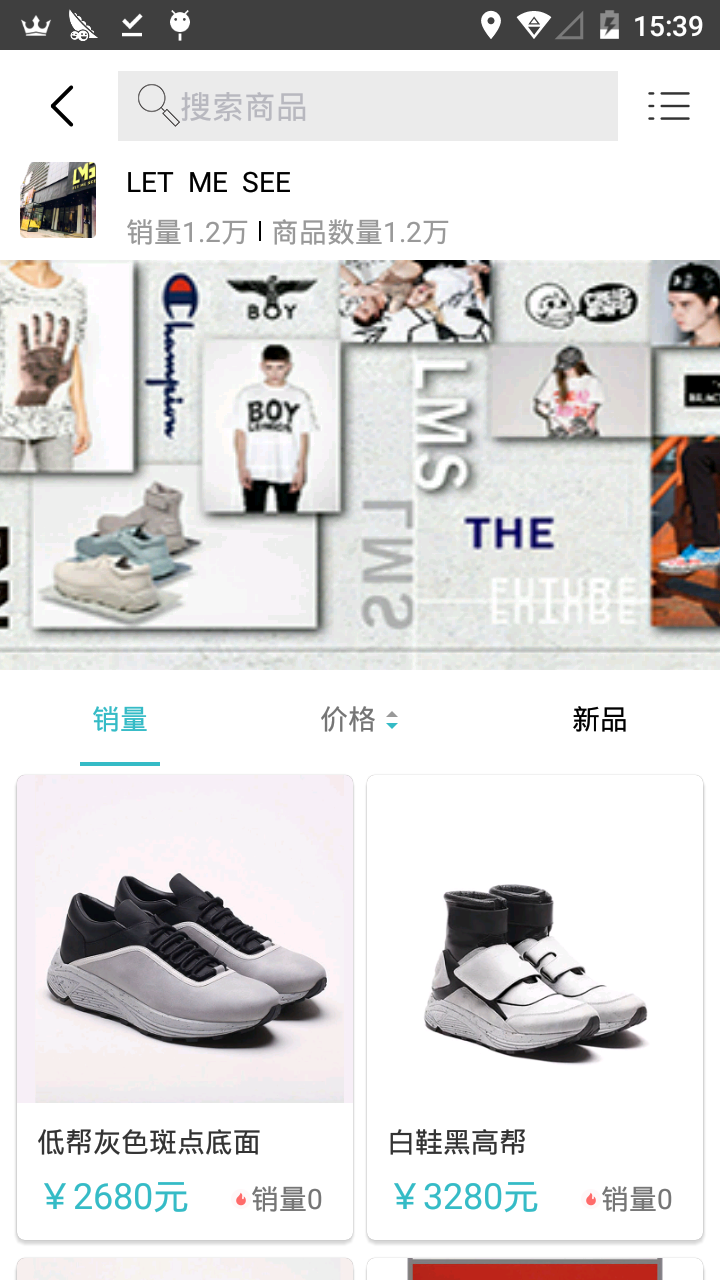 15:39
搜索商品
LET ME SEE
销量1.2万 | 商品数量1.2万
Champion
BOY
BOY
LONDON
LMS
LMS
THE
FUTURE
销量
价格
新品
低帮灰色斑点底面
¥2680元
销量0
白鞋黑高帮
¥3280元
销量0